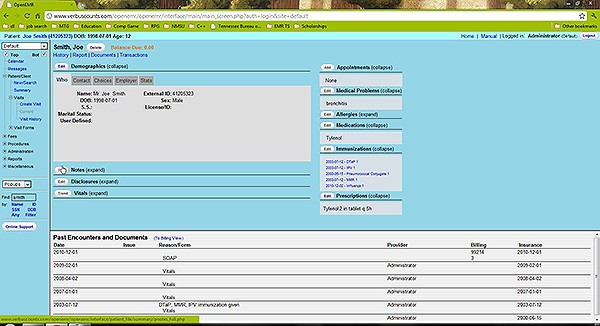 OpenEMR
www.verbuscounts.com/openemr/openemr/interface/main/main_screen.php?auth=login&site=default
dl job search MTG Education Comp Game RPG NMSU C++ Tennessee Bureau o... EMR TS Scholarships Other bookmarks
Patient: Joe Smith (41205323) DOB: 1998-07-01 Age: 12
Home | Manual | Logged in: Administrator (Default) Logout
Default
Top Bot
Calendar
Messages
Patient/Client
New/Search
Summary
Visits
Create Visit
Current
Visit History
Visit Forms
Fees
Procedures
Administration
Reports
Miscellaneous
Popups
Find: smith
by: Name ID
SSN DOB
Any Filter
Online Support
Smith, Joe Delete Balance Due: 0.00
History | Report | Documents | Transactions
Edit Demographics (collapse)
Who Contact Choices Employer Stats
Name: Mr. Joe Smith External ID: 41205323
DOB: 1998-07-01 Sex: Male
S.S.: License/ID:
Marital Status:
User Defined:
Notes (expand)
Edit Disclosures (expand)
Trend Vitals (expand)
Add Appointments (collapse)
None
Edit Medical Problems (collapse)
bronchitis
Edit Allergies (expand)
Edit Medications (collapse)
Tylenol
Edit Immunizations (collapse)
2003-07-12 - DTaP 1
2003-07-12 - IPV 1
2003-06-15 - Pneumococcal Conjugate 1
2003-07-12 - MMR 1
2010-12-02 - Influenza 1
Edit Prescriptions (collapse)
Tylenol:2 in tablet q.5h
Past Encounters and Documents (To Billing View)
Date Issue Reason/Form Provider Billing Insurance
2010-12-01 99214 2010-12-01
SOAP 3
2009-02-01 Administrator 2009-02-01
Vitals
2008-04-02 Administrator 2008-04-02
Vitals
2007-01-01 Administrator 2007-01-01
Vitals
2003-07-12 DTaP, MMR, IPV immunization given Administrator 2003-07-12
Vitals
Administrator 2000-06-15
www.verbuscounts.com/openemr/openemr/interface/patient_file/summary/pnotes_full.php